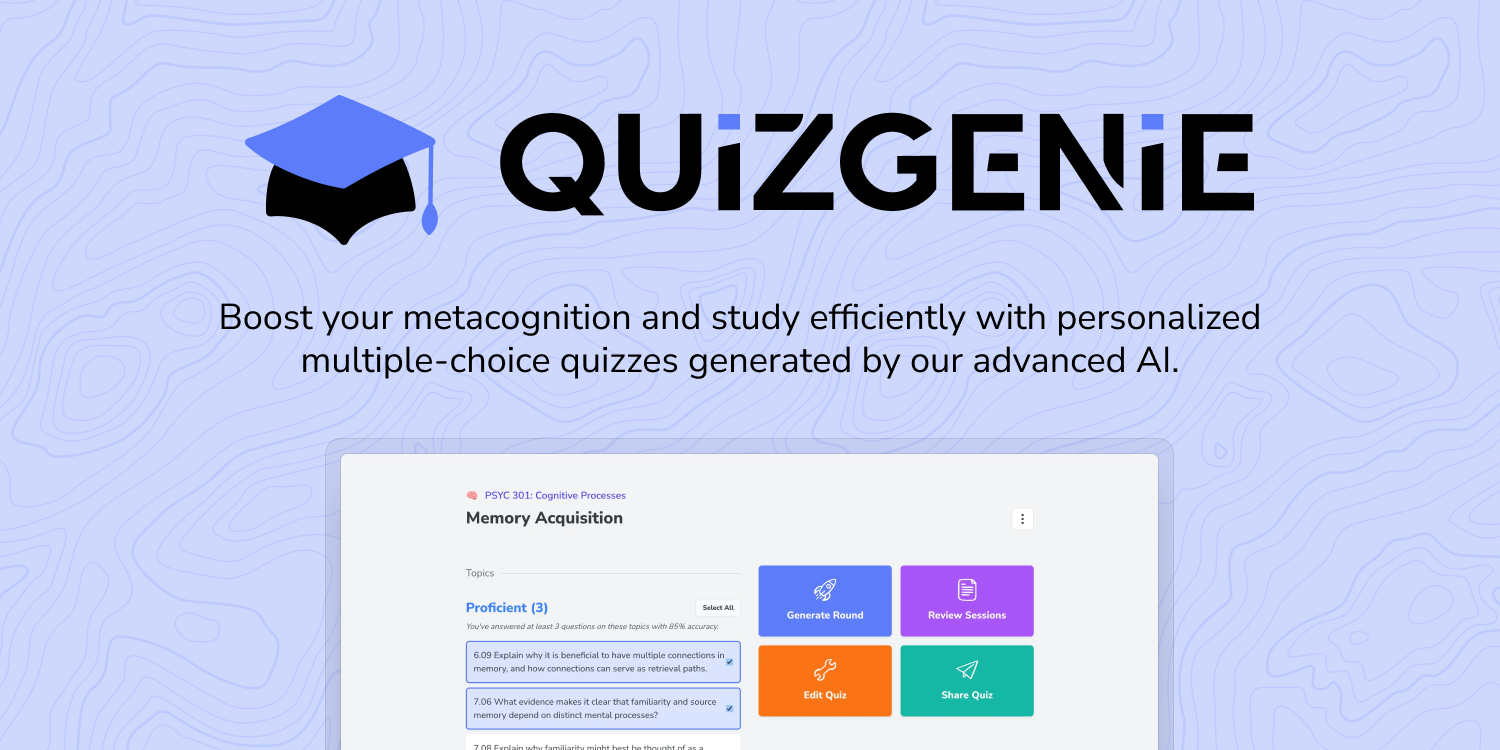 QUiZGENiE
Boost your metacognition and study efficiently with personalized
multiple-choice quizzes generated by our advanced AI.
PSYC 301: Cognitive Processes
Memory Acquisition
Topics
Proficient (3)
Select All
You've answered at least 3 questions on these topics with 85% accuracy.
6.09 Explain why it is beneficial to have multiple connections in
memory, and how connections can serve as retrieval paths.
7.06 What evidence makes it clear that familiarity and source
memory depend on distinct mental processes?
7.08 Explain why familiarity might best be thought of as a
Generate Round
Review Sessions
Edit Quiz
Share Quiz